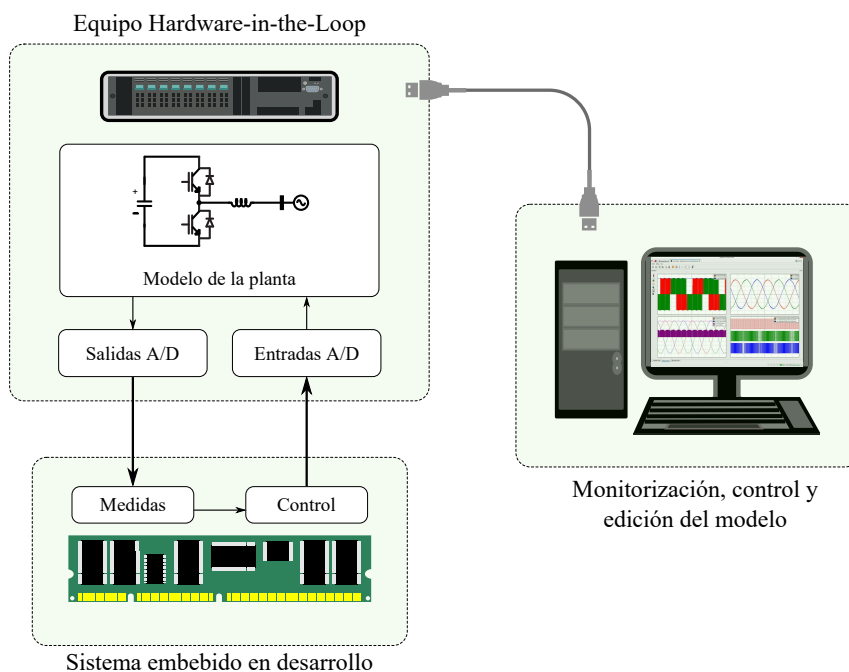 Equipo Hardware-in-the-Loop
+
-
Modelo de la planta
Salidas A/D
Entradas A/D
Medidas
Control
Sistema embebido en desarrollo
Monitorización, control y
edición del modelo